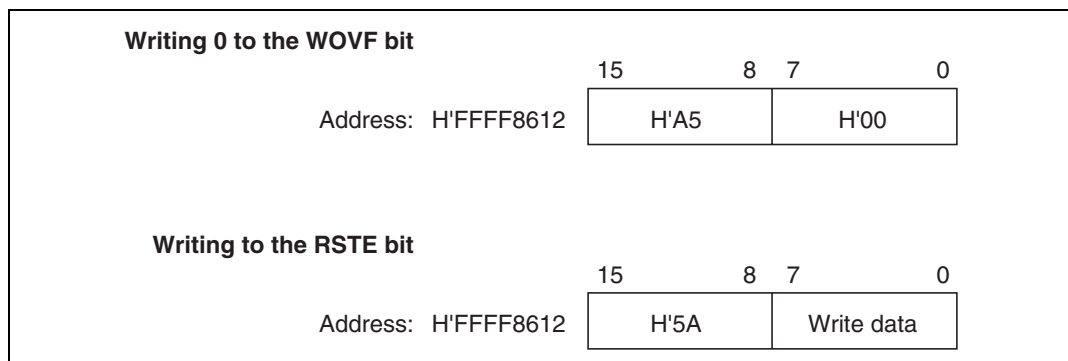 Writing 0 to the WOVF bit
15 8 7 0
Address: H'FFFF8612 H'A5 H'00
Writing to the RSTE bit
15 8 7 0
Address: H'FFFF8612 H'5A Write data